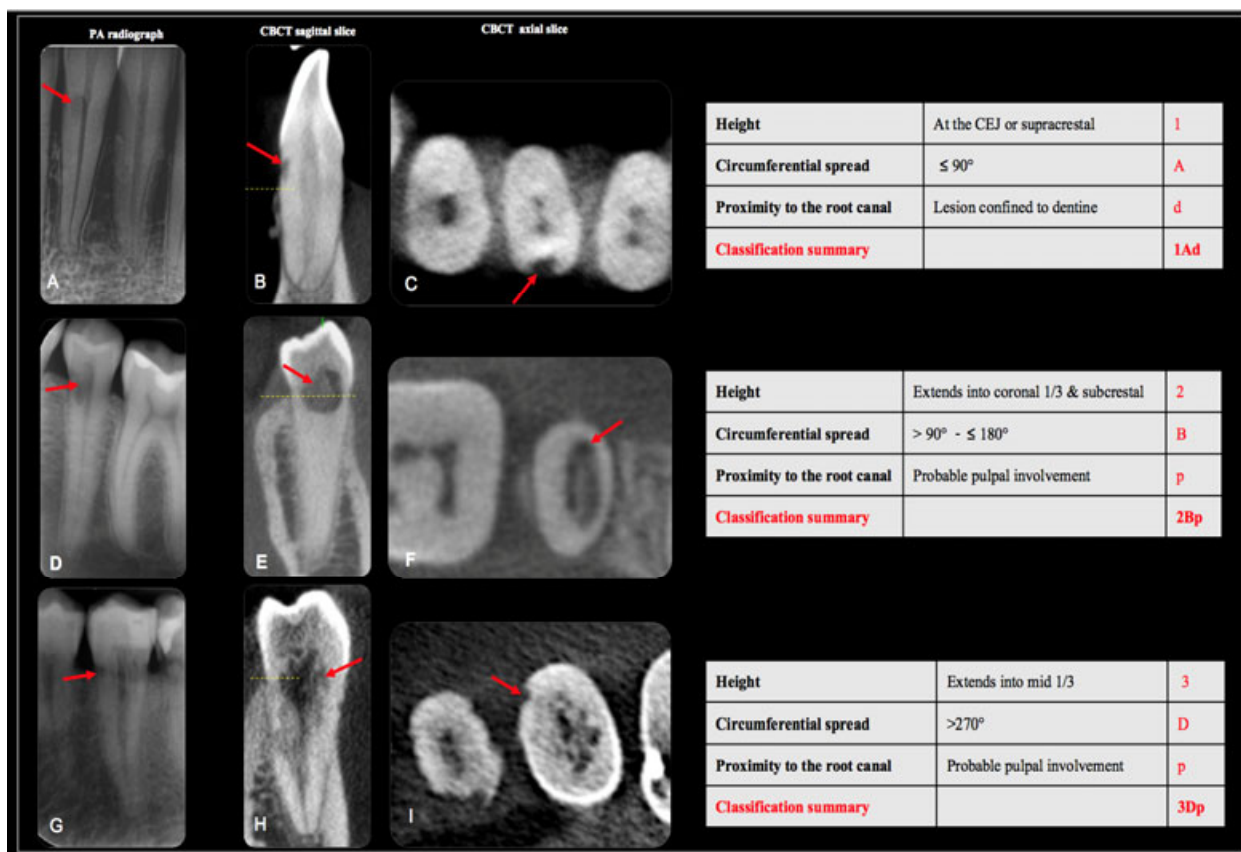 PA radiograph
CBCT sagittal slice
CBCT axial slice
A
B
C
Height At the CEJ or supracrestal 1
Circumferential spread ≤ 90° A
Proximity to the root canal Lesion confined to dentine d
Classification summary 1Ad
D
E
F
Height Extends into coronal 1/3 & subcrestal 2
Circumferential spread > 90° - ≤ 180° B
Proximity to the root canal Probable pulpal involvement p
Classification summary 2Bp
G
H
I
Height Extends into mid 1/3 3
Circumferential spread >270° D
Proximity to the root canal Probable pulpal involvement p
Classification summary 3Dp